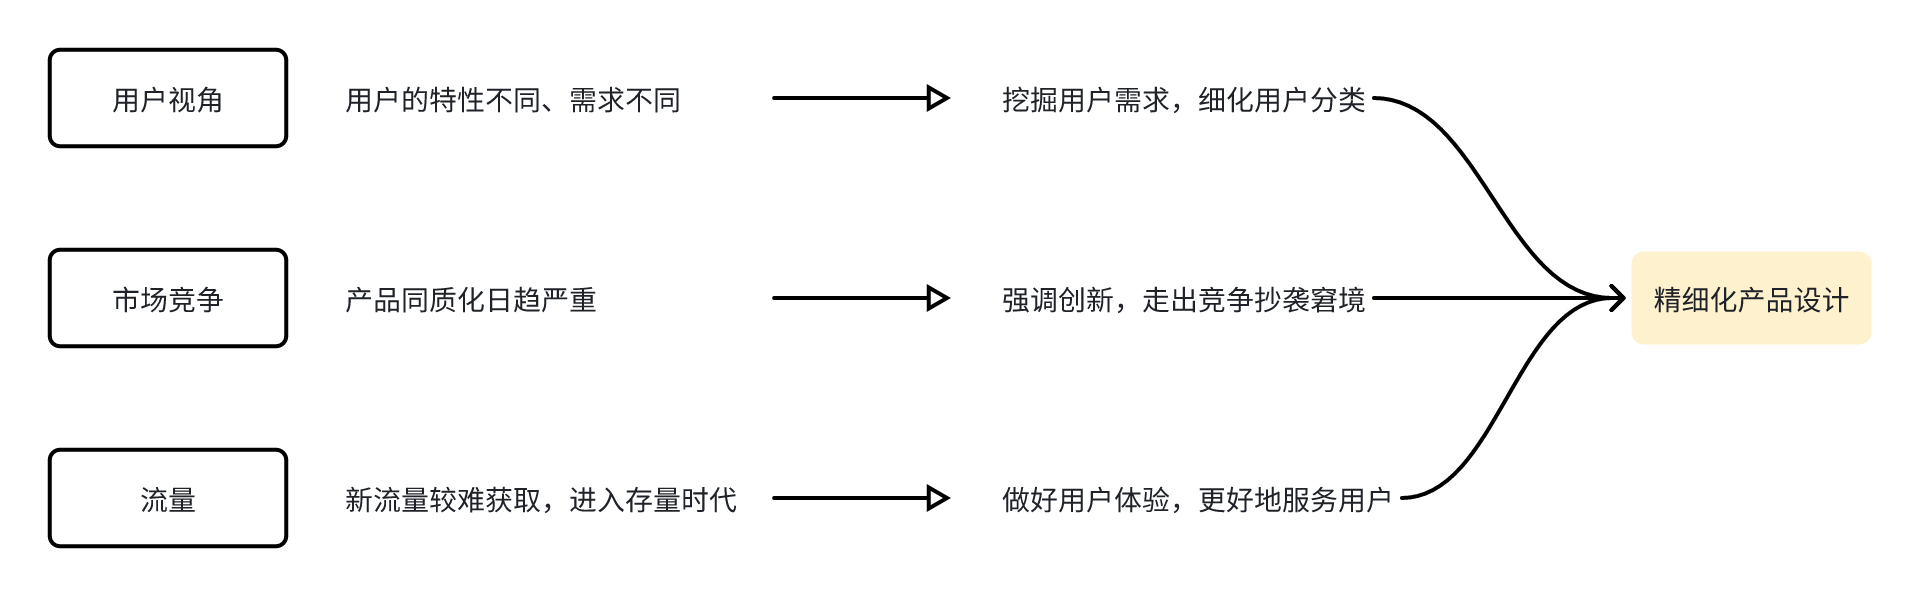 用户视角
用户的特性不同、需求不同
挖掘用户需求，细化用户分类
市场竞争
产品同质化日趋严重
强调创新，走出竞争抄袭窘境
精细化产品设计
流量
新流量较难获取，进入存量时代
做好用户体验，更好地服务用户